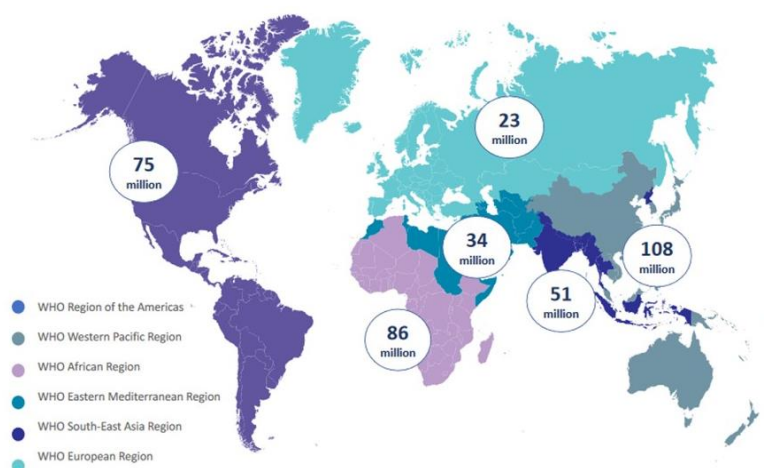 23
million
75
million
34
million
108
million
51
million
86
million
WHO Region of the Americas
WHO Western Pacific Region
WHO African Region
WHO Eastern Mediterranean Region
WHO South-East Asia Region
WHO European Region